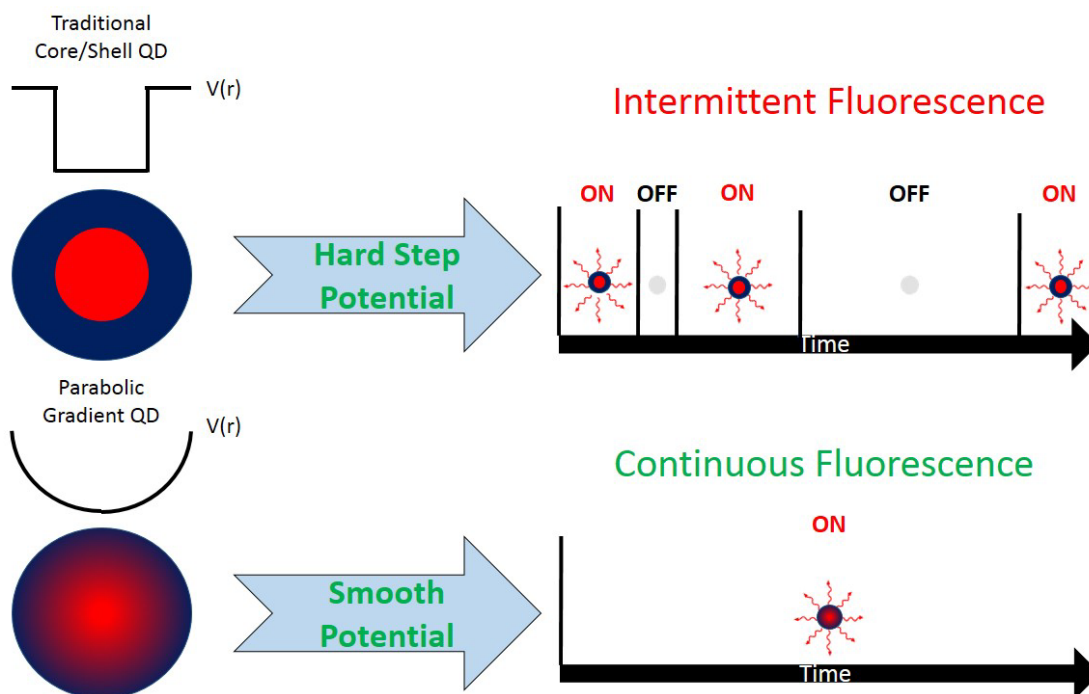 Traditional
Core/Shell QD
V(r)
Intermittent Fluorescence
ON
OFF
ON
OFF
ON
Hard Step
Potential
Time
Parabolic
Gradient QD
V(r)
Continuous Fluorescence
ON
Smooth
Potential
Time